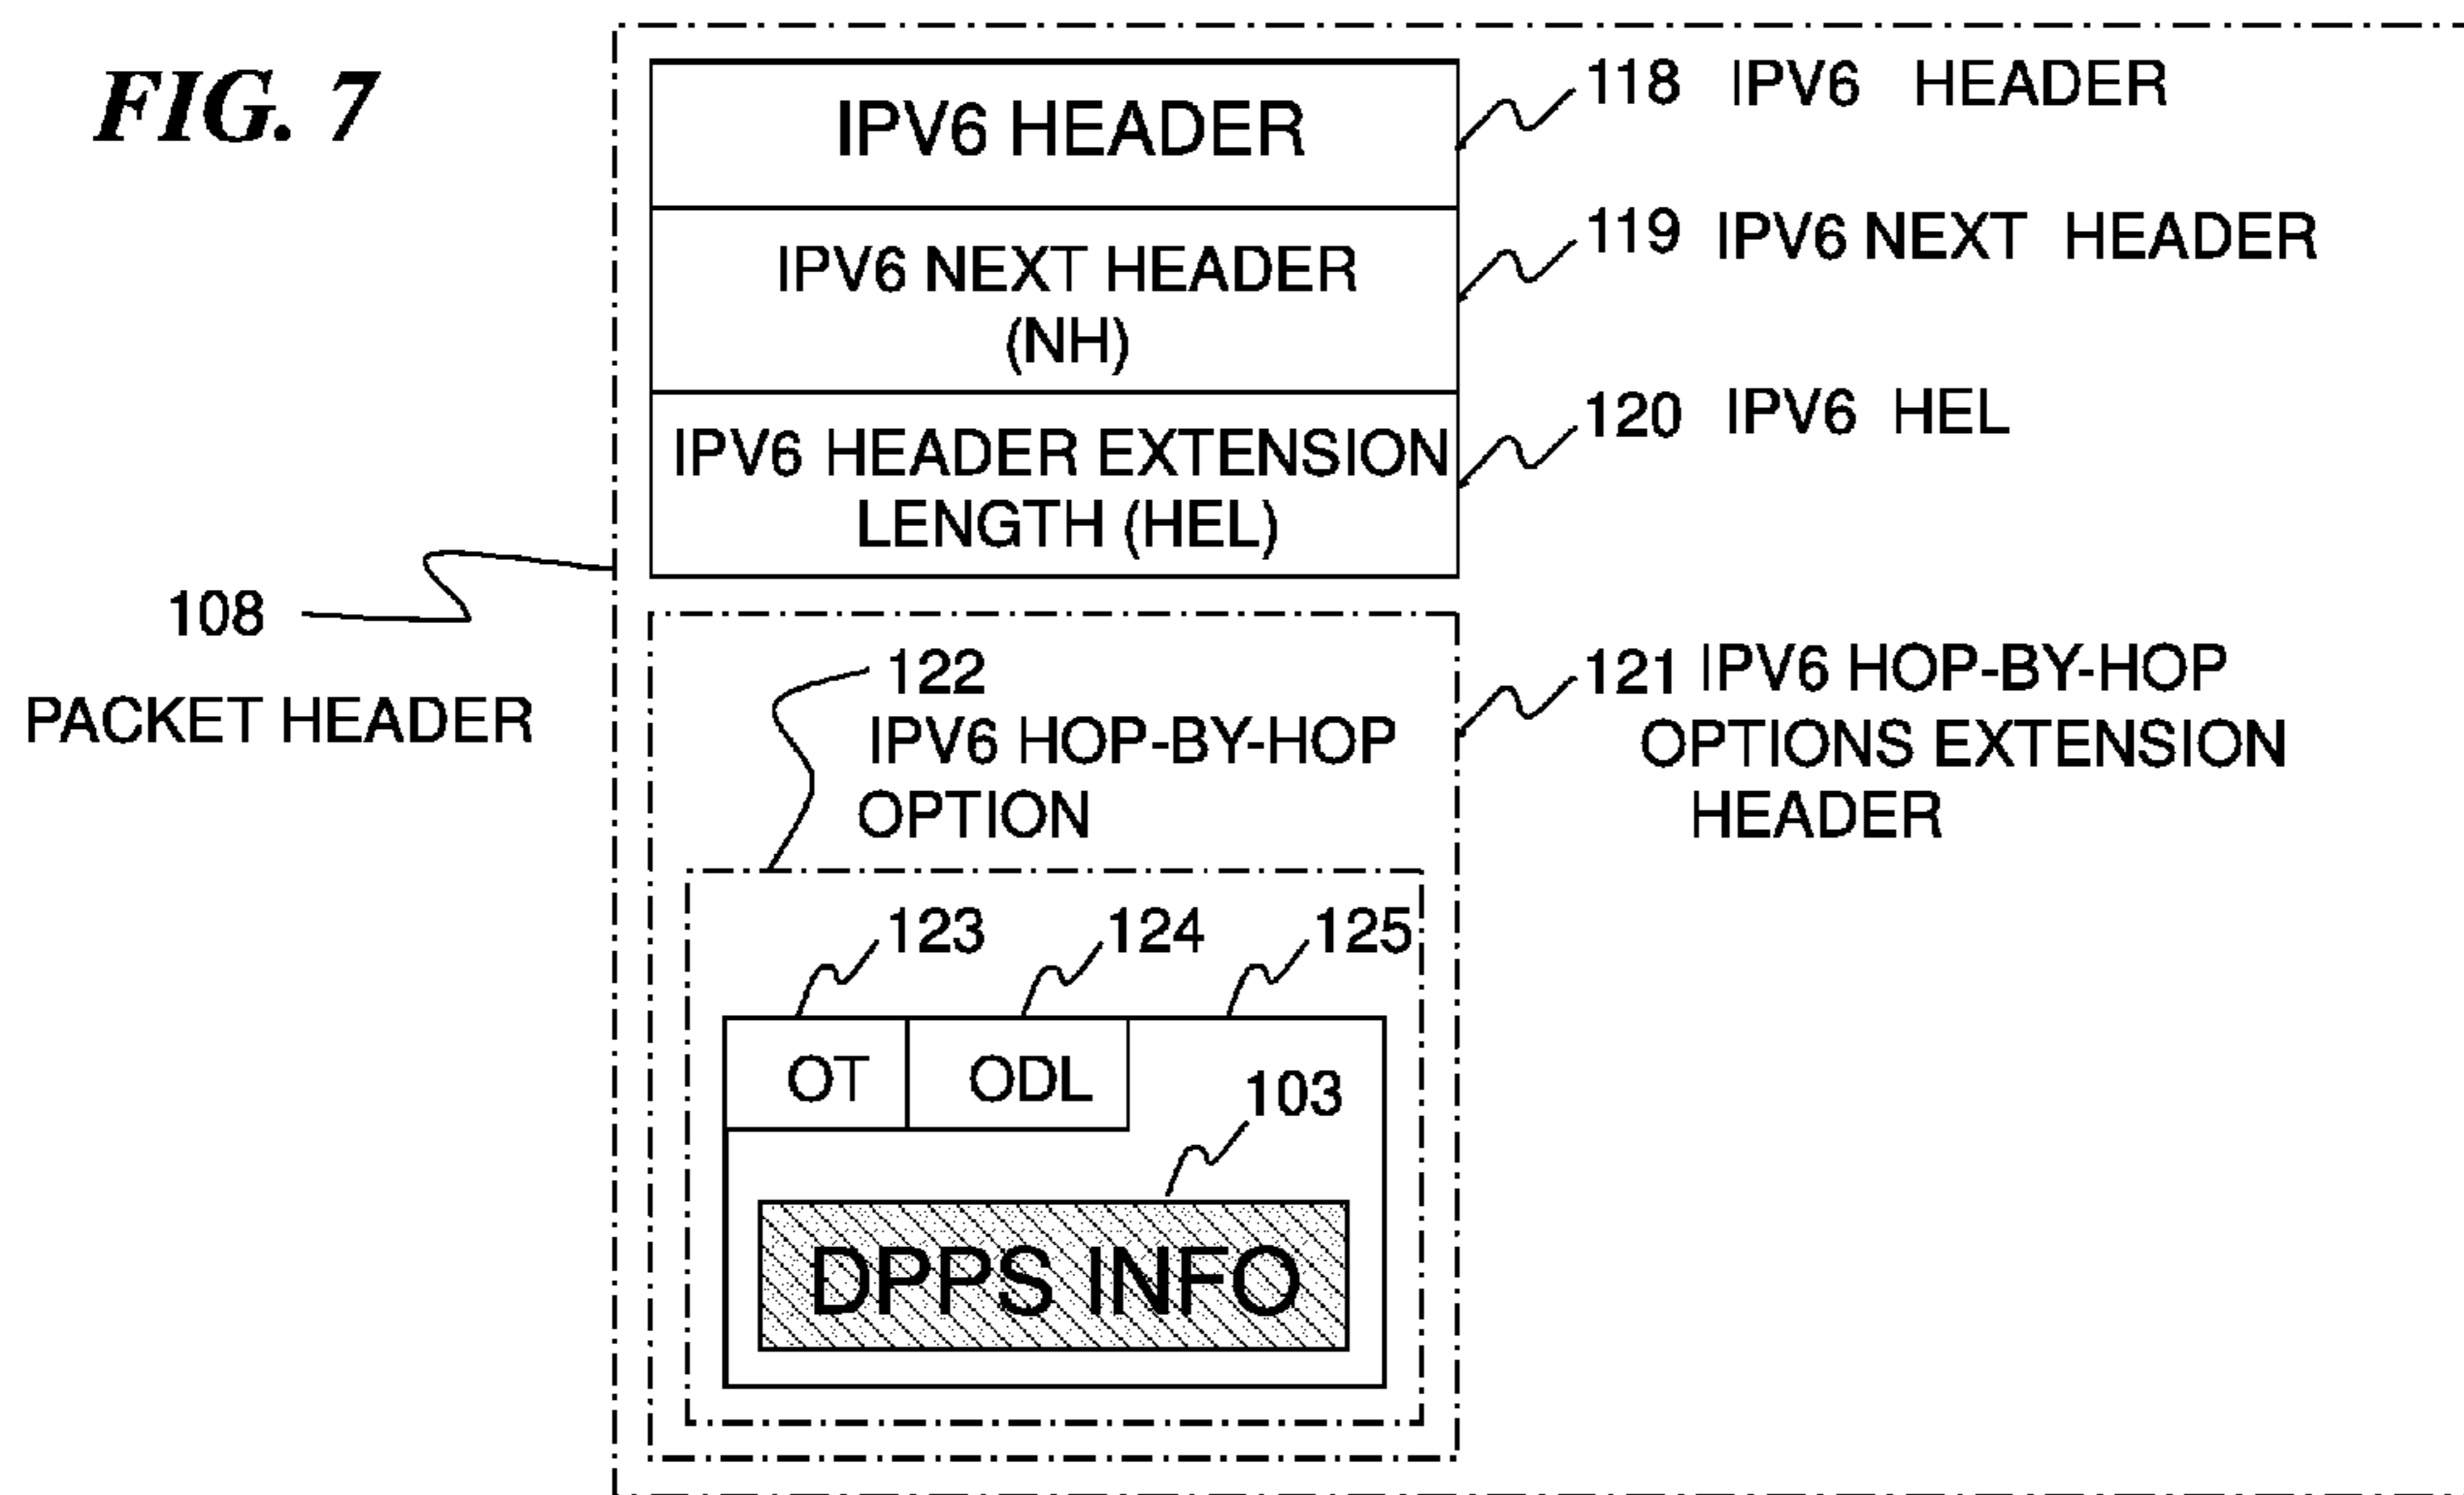 FIG. 7
IPV6 HEADER
118 IPV6 HEADER
IPV6 NEXT HEADER
(NH)
119 IPV6 NEXT HEADER
IPV6 HEADER EXTENSION
LENGTH (HEL)
120 IPV6 HEL
108
PACKET HEADER
122
IPV6 HOP-BY-HOP
OPTION
121 IPV6 HOP-BY-HOP
OPTIONS EXTENSION
HEADER
123
124
125
OT
ODL
103
DPPS INFO